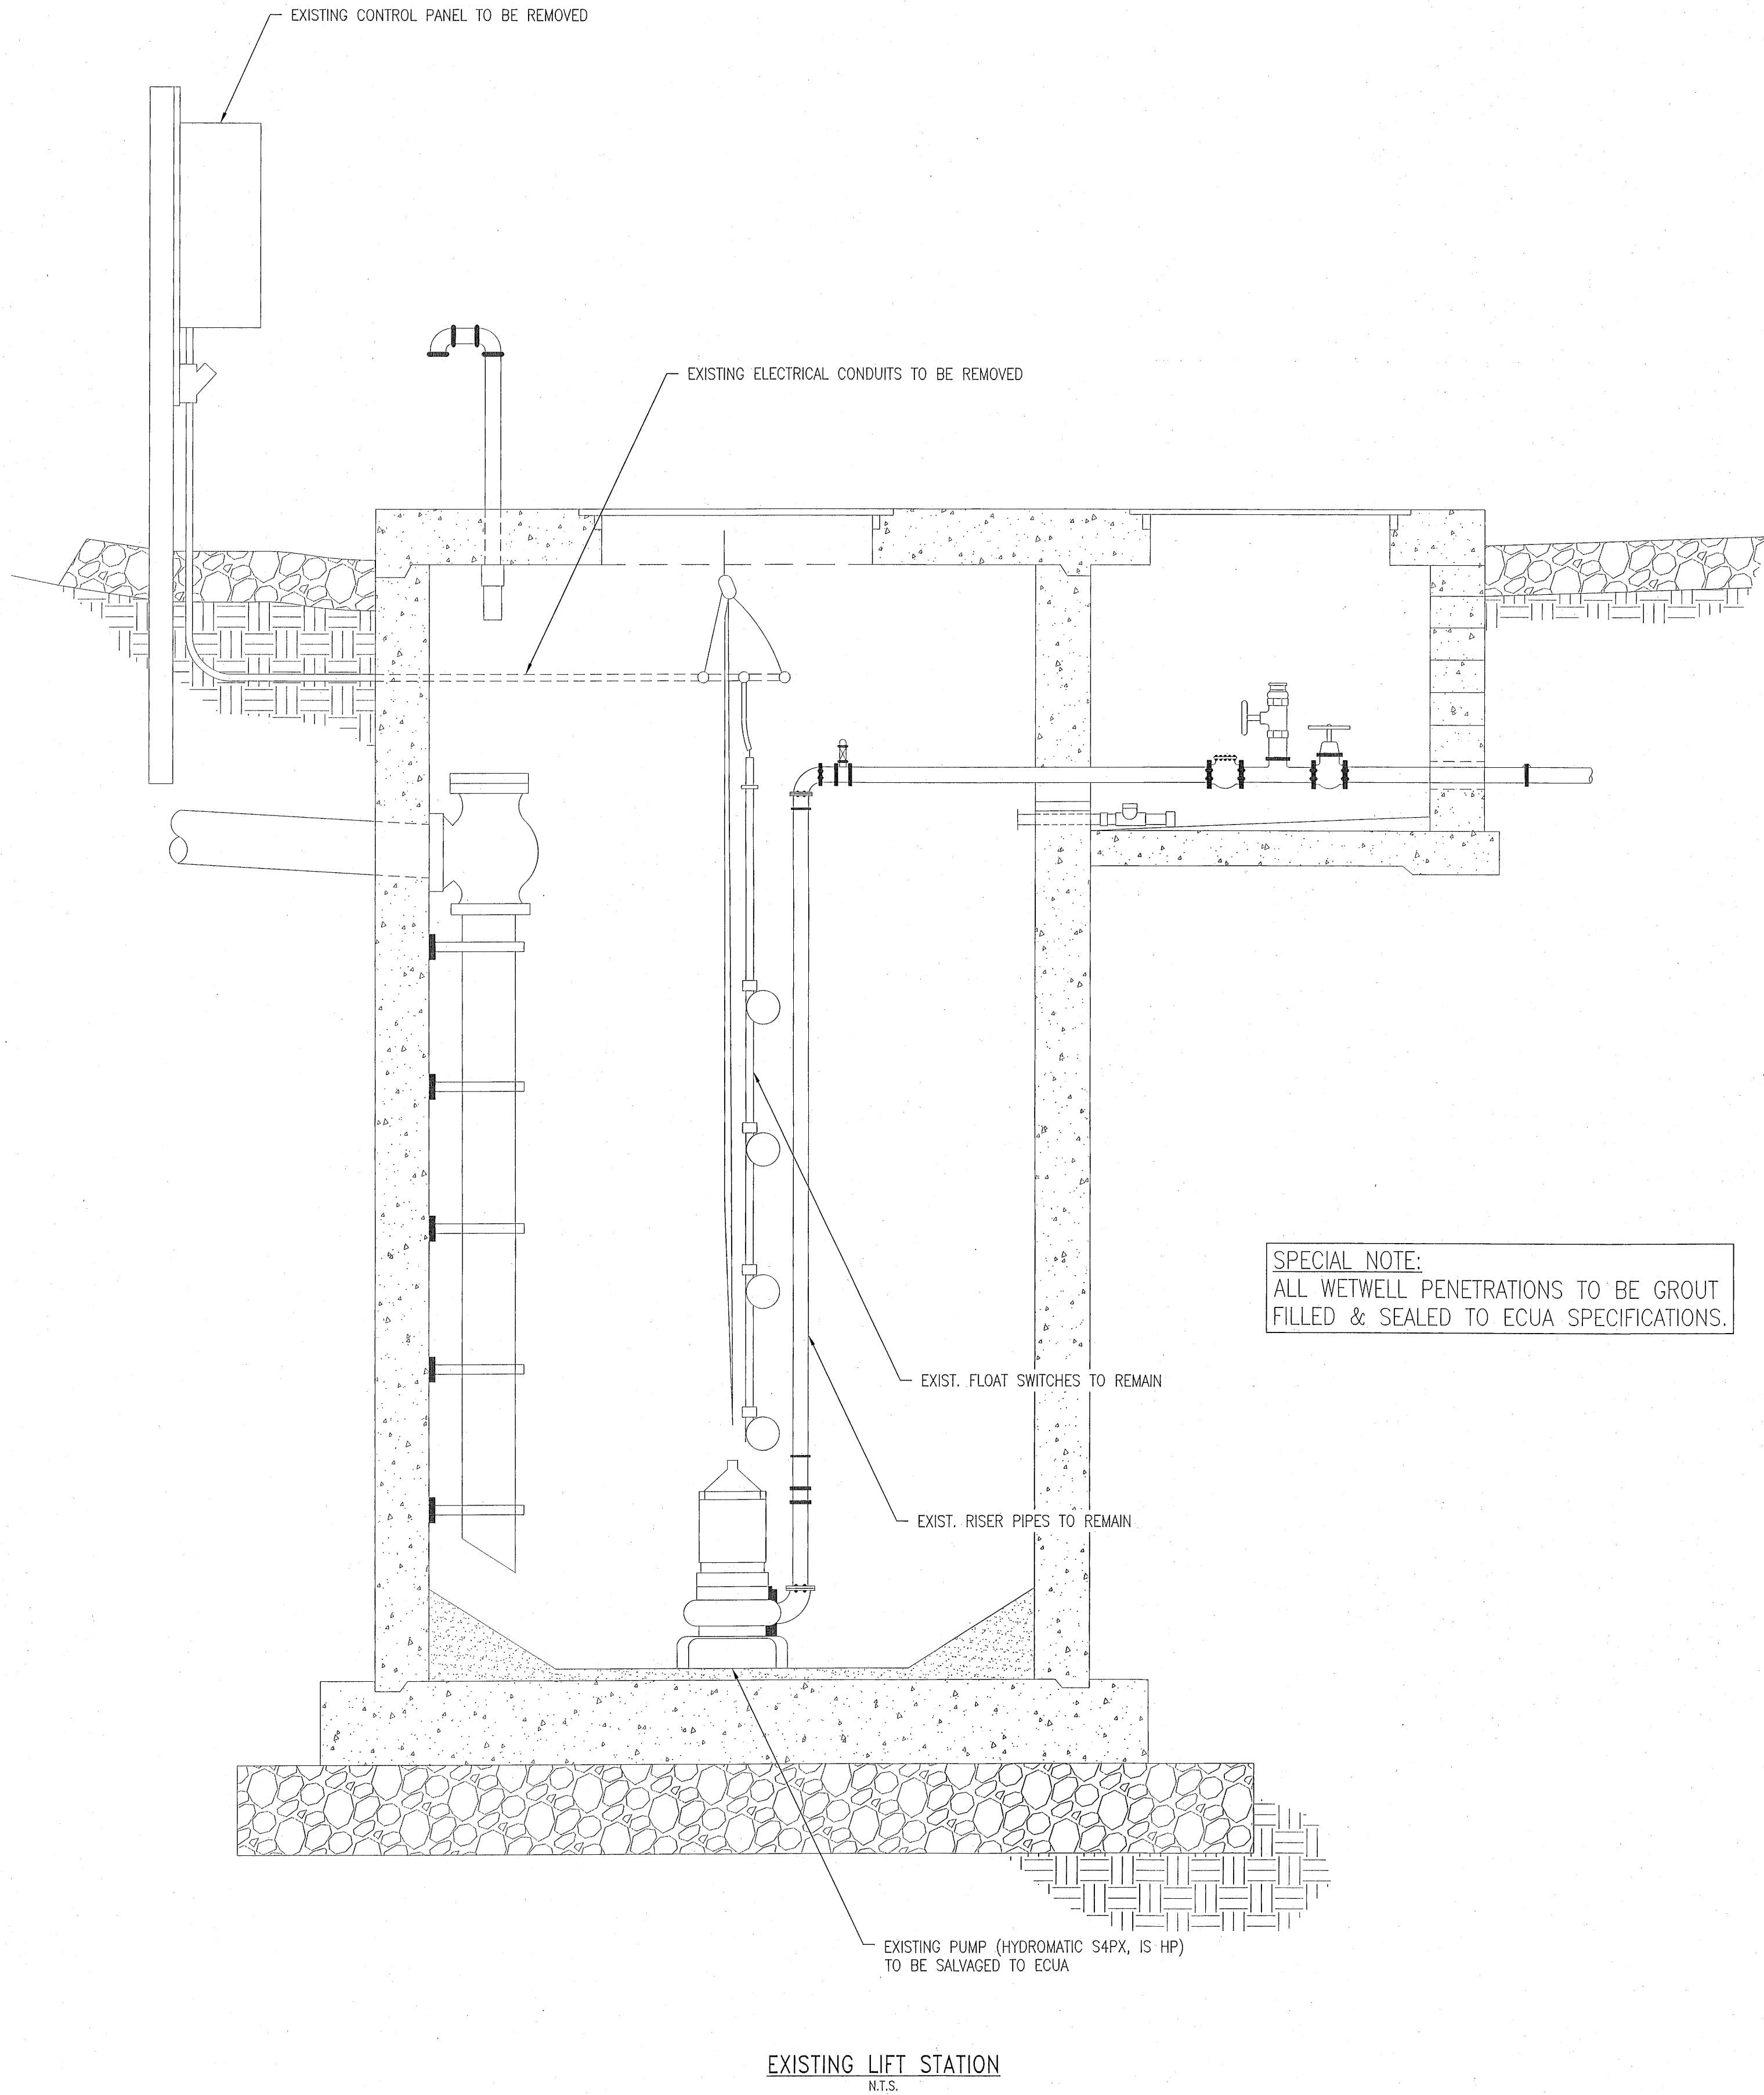 EXISTING CONTROL PANEL TO BE REMOVED
EXISTING ELECTRICAL CONDUITS TO BE REMOVED
SPECIAL NOTE:
ALL WETWELL PENETRATIONS TO BE GROUT
FILLED & SEALED TO ECUA SPECIFICATIONS.
EXIST. FLOAT SWITCHES TO REMAIN
EXIST. RISER PIPES TO REMAIN
EXISTING PUMP (HYDROMATIC S4PX, IS HP)
TO BE SALVAGED TO ECUA
EXISTING LIFT STATION
N.T.S.